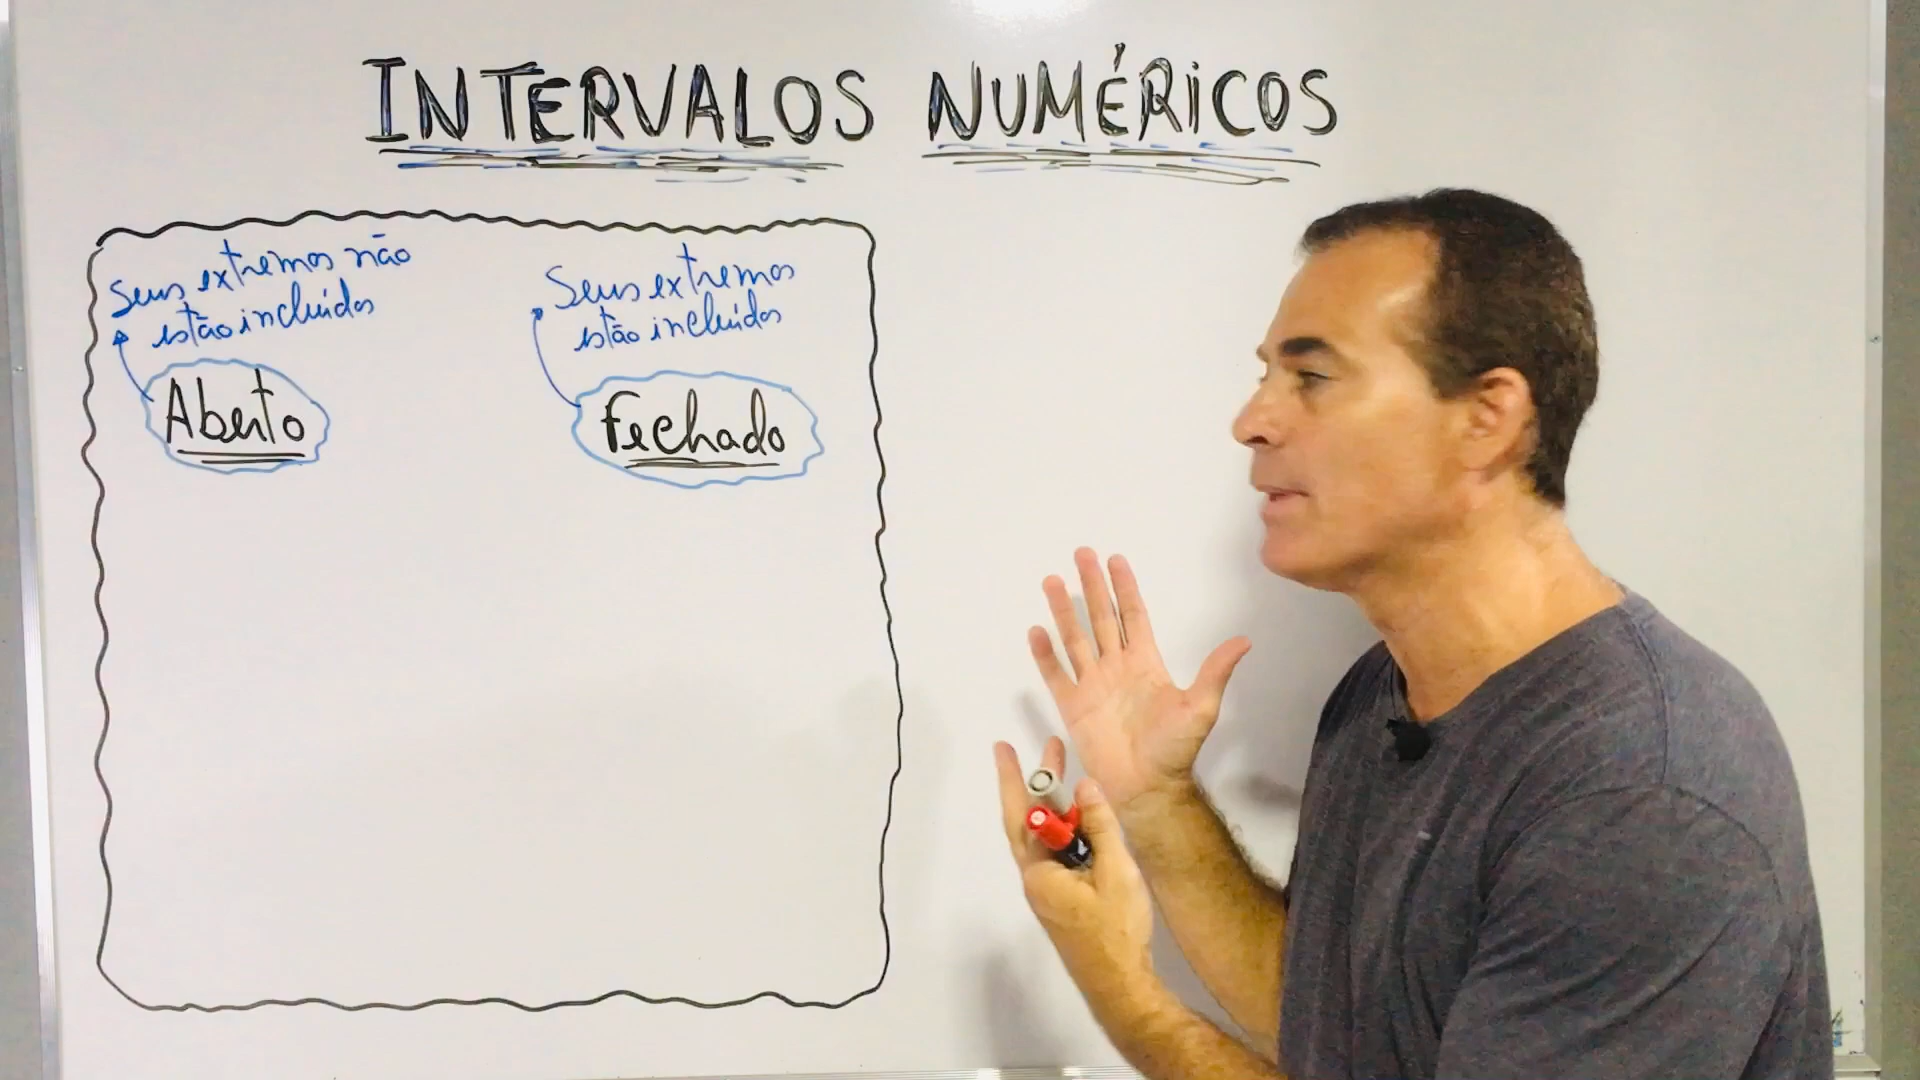 INTERVALOS NUMÉRICOS
Seus extremos não
estão incluídos
Aberto
Seus extremos
estão incluídos
Fechado